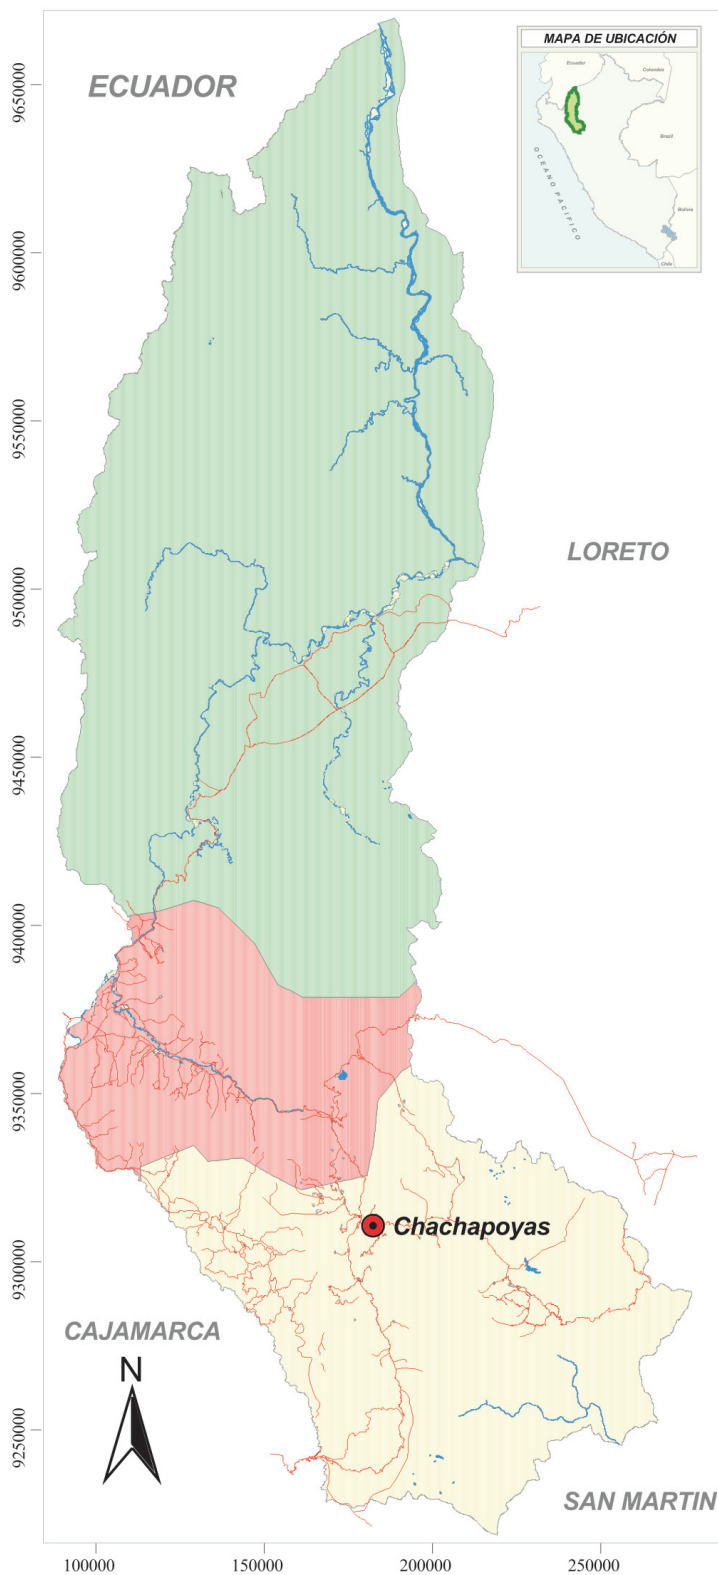 MAPA DE UBICACIÓN
Ecuador
Colombia
Brazil
OCEANO PACIFICO
Bolivia
Chile
ECUADOR
LORETO
Chachapoyas
CAJAMARCA
N
SAN MARTIN
9650000
9600000
9550000
9500000
9450000
9400000
9350000
9300000
9250000
100000
150000
200000
250000